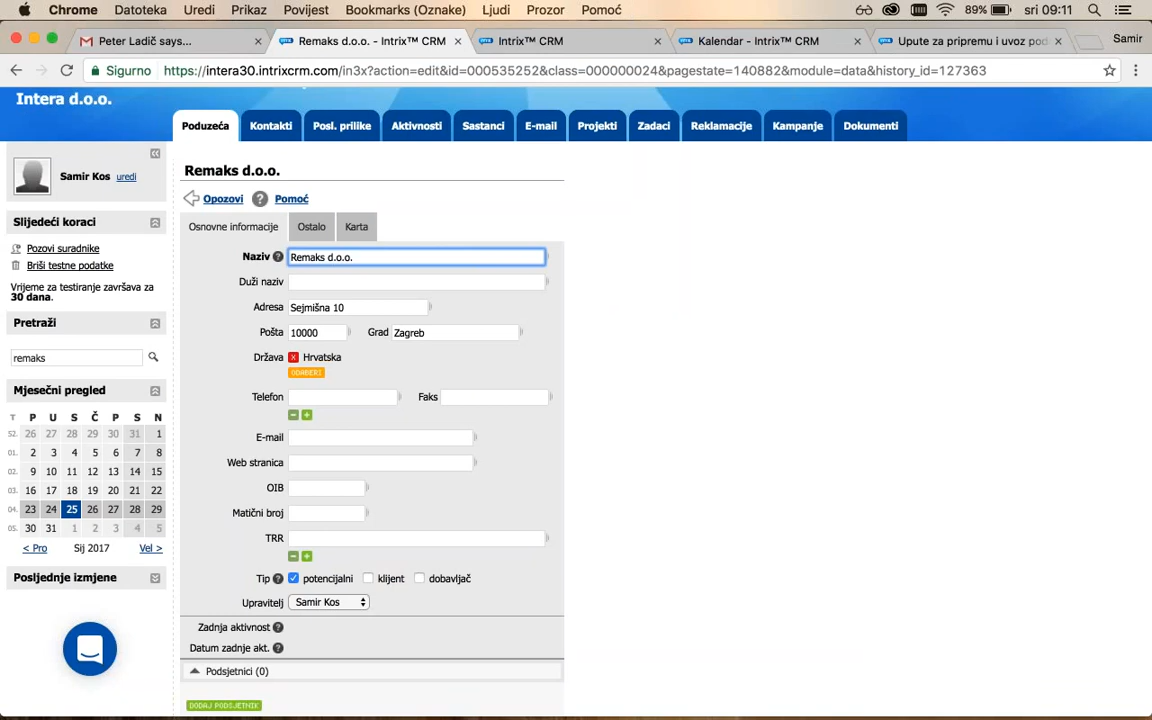 Chrome Datoteka Uredi Prikaz Povijest Bookmarks (Oznake) Ljudi Prozor Pomoć 89% sri 09:11
Peter Ladič says... Remaks d.o.o. - Intrix™ CRM Intrix™ CRM Kalendar - Intrix™ CRM Upute za pripremu i uvoz pod Samir
Sigurno https://intera30.intrixcrm.com/in3x?action=edit&id=000535252&class=000000024&pagestate=140882&module=data&history_id=127363
Intera d.o.o.
Poduzeća Kontakti Posl. prilike Aktivnosti Sastanci E-mail Projekti Zadaci Reklamacije Kampanje Dokumenti
Samir Kos uredi
Slijedeći koraci
Pozovi suradnike
Briši testne podatke
Vrijeme za testiranje završava za
30 dana.
Pretraži
remaks
Mjesečni pregled
T P U S Č P S N
52. 26 27 28 29 30 31 1
01. 2 3 4 5 6 7 8
02. 9 10 11 12 13 14 15
03. 16 17 18 19 20 21 22
04. 23 24 25 26 27 28 29
05. 30 31 1 2 3 4 5
< Pro Sij 2017 Vel >
Posljednje izmjene
Remaks d.o.o.
Opozovi ? Pomoć
Osnovne informacije Ostalo Karta
Naziv ? Remaks d.o.o.
Duži naziv
Adresa Sejmišna 10
Pošta 10000 Grad Zagreb
Država X Hrvatska
ODABERI
Telefon Faks
E-mail
Web stranica
OIB
Matični broj
TRR
Tip ? potencijalni klijent dobavljač
Upravitelj Samir Kos
Zadnja aktivnost ?
Datum zadnje akt. ?
Podsjetnici (0)
DODAJ PODSJETNIK